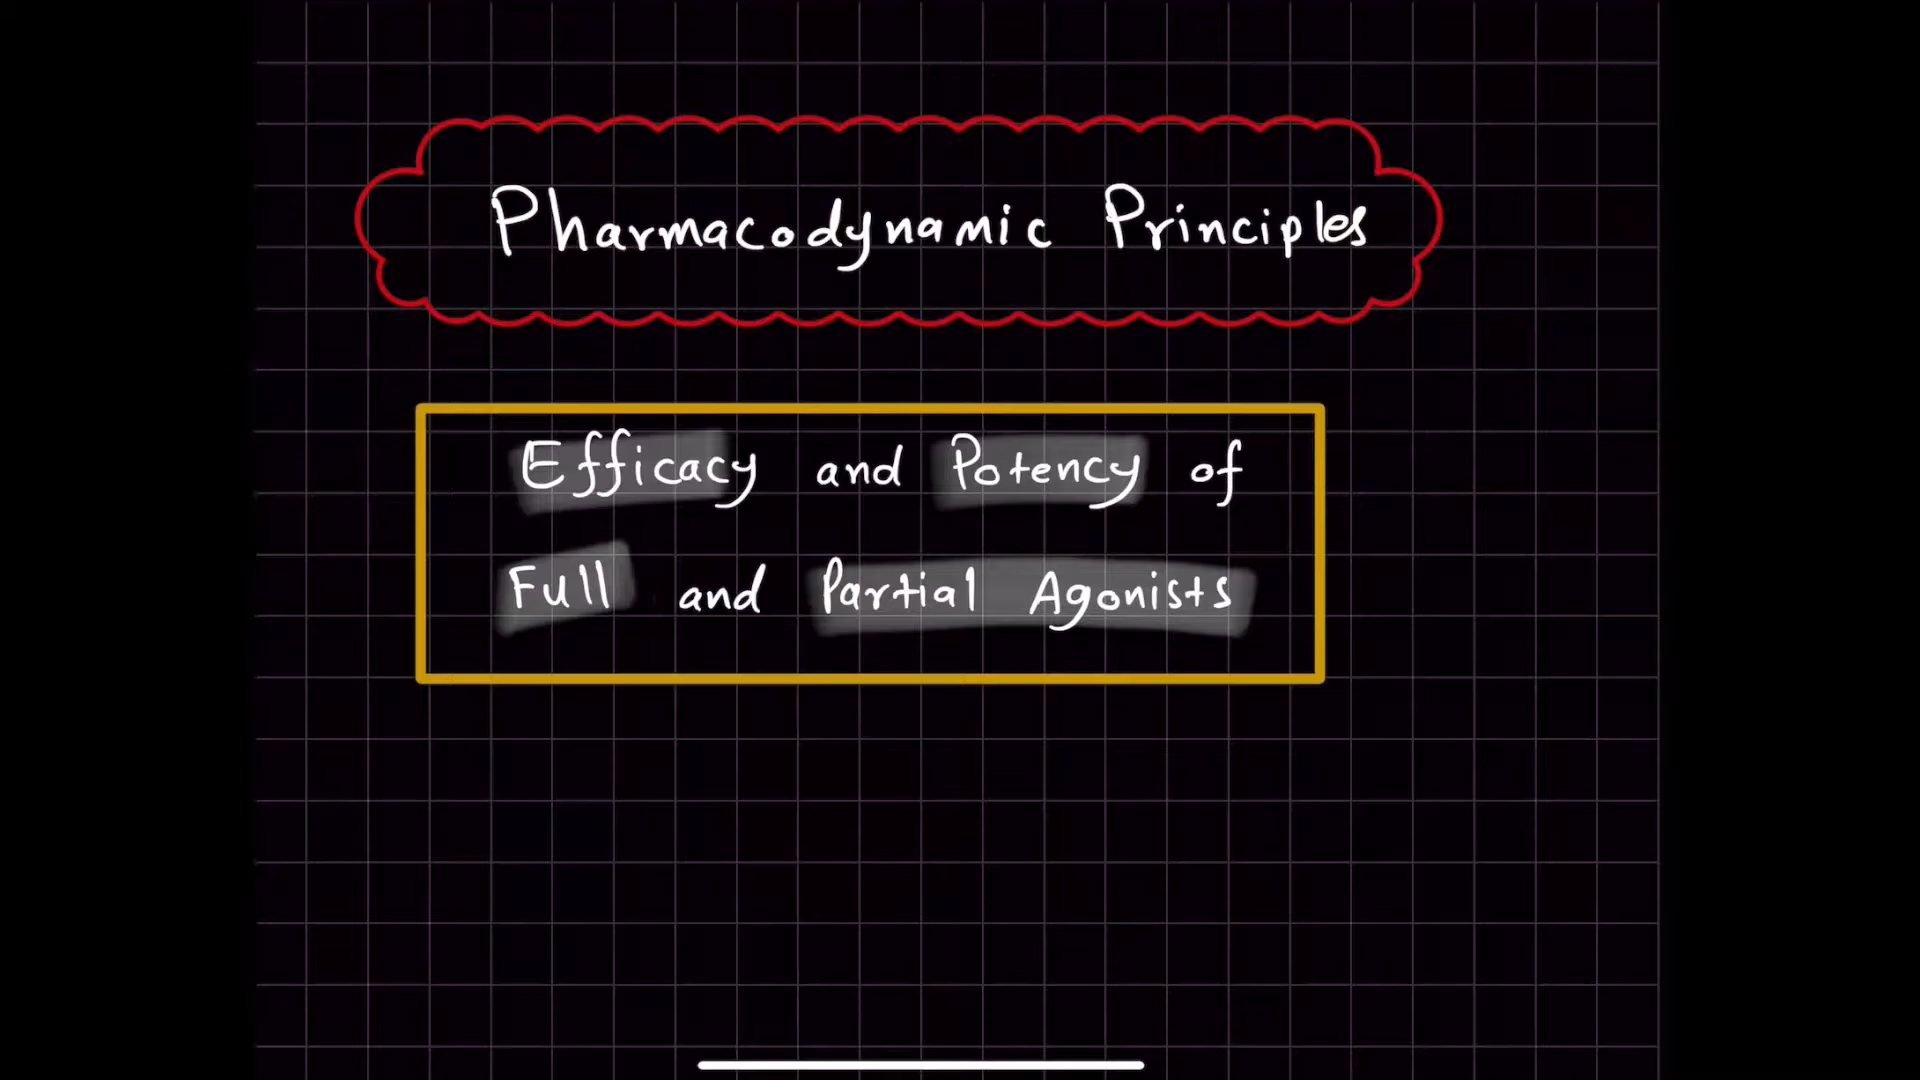 Pharmacodynamic Principles
Efficacy and Potency of
Full and Partial Agonists